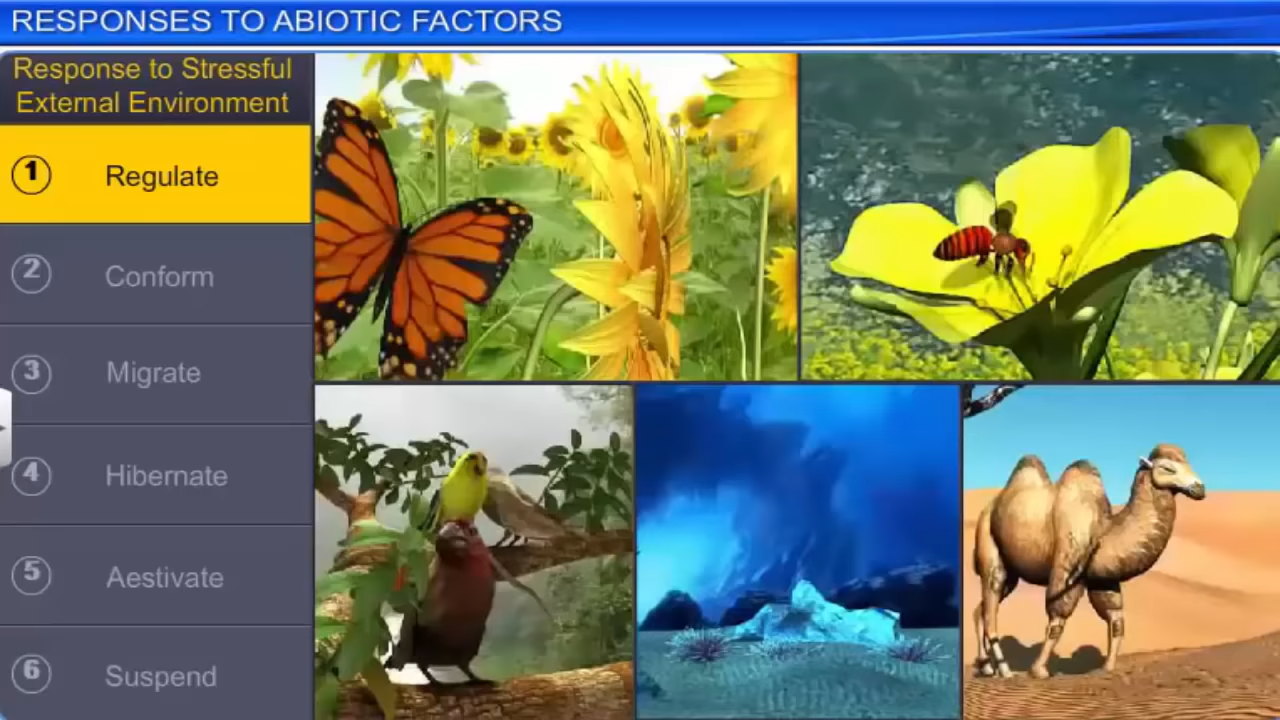 RESPONSES TO ABIOTIC FACTORS
Response to Stressful
External Environment
1 Regulate
2 Conform
3 Migrate
4 Hibernate
5 Aestivate
6 Suspend